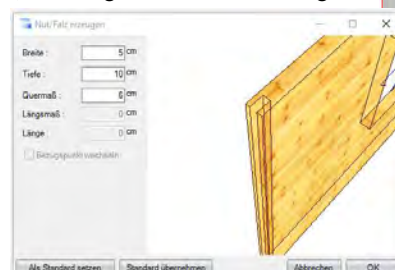 Nut/Falz erzeugen
Breite : 5 cm
Tiefe : 10 cm
Quermaß : 6 cm
Längsmaß : 0 cm
Länge : 0 cm
Bezugspunkt wechseln
Als Standard setzen Standard übernehmen Abbrechen OK